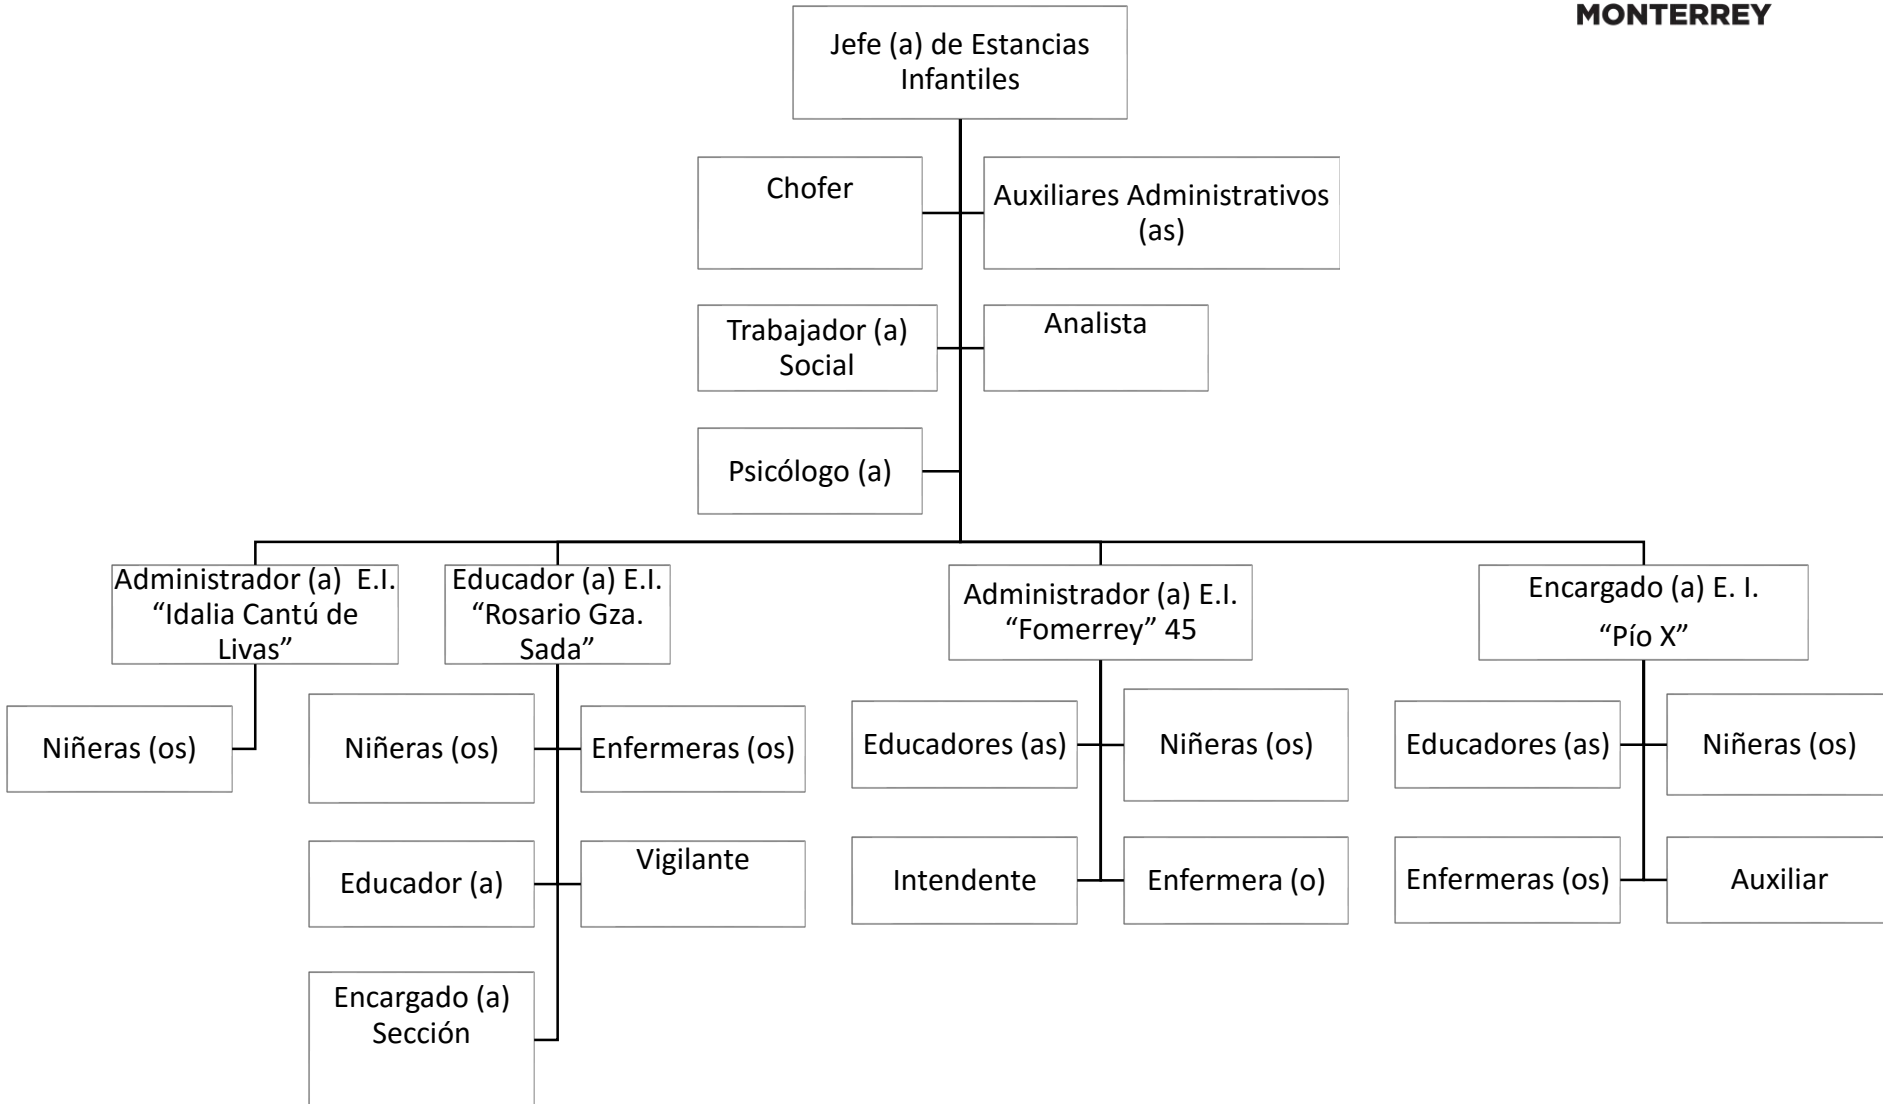 MONTERREY
Jefe (a) de Estancias
Infantiles
Chofer
Auxiliares Administrativos
(as)
Trabajador (a)
Social
Analista
Psicólogo (a)
Administrador (a) E.I.
“Idalia Cantú de
Livas”
Educador (a) E.I.
“Rosario Gza.
Sada”
Administrador (a) E.I.
“Fomerrey” 45
Encargado (a) E. I.
“Pío X”
Niñeras (os)
Niñeras (os)
Enfermeras (os)
Educador (a)
Vigilante
Encargado (a)
Sección
Educadores (as)
Niñeras (os)
Intendente
Enfermera (o)
Educadores (as)
Niñeras (os)
Enfermeras (os)
Auxiliar